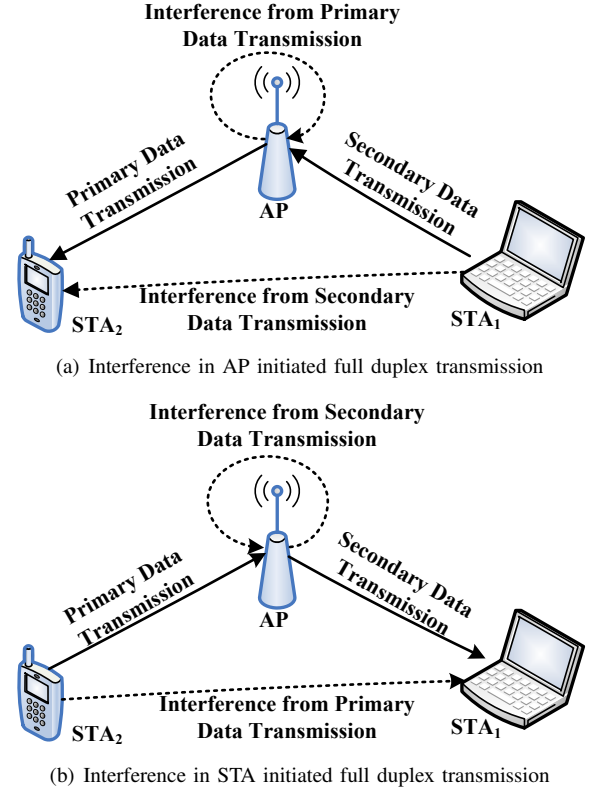 Interference from Primary
Data Transmission
Primary Data
Transmission
Secondary Data
Transmission
AP
Interference from Secondary
Data Transmission
STA₂
STA₁
(a) Interference in AP initiated full duplex transmission
Interference from Secondary
Data Transmission
Primary Data
Transmission
Secondary Data
Transmission
AP
Interference from Primary
Data Transmission
STA₂
STA₁
(b) Interference in STA initiated full duplex transmission